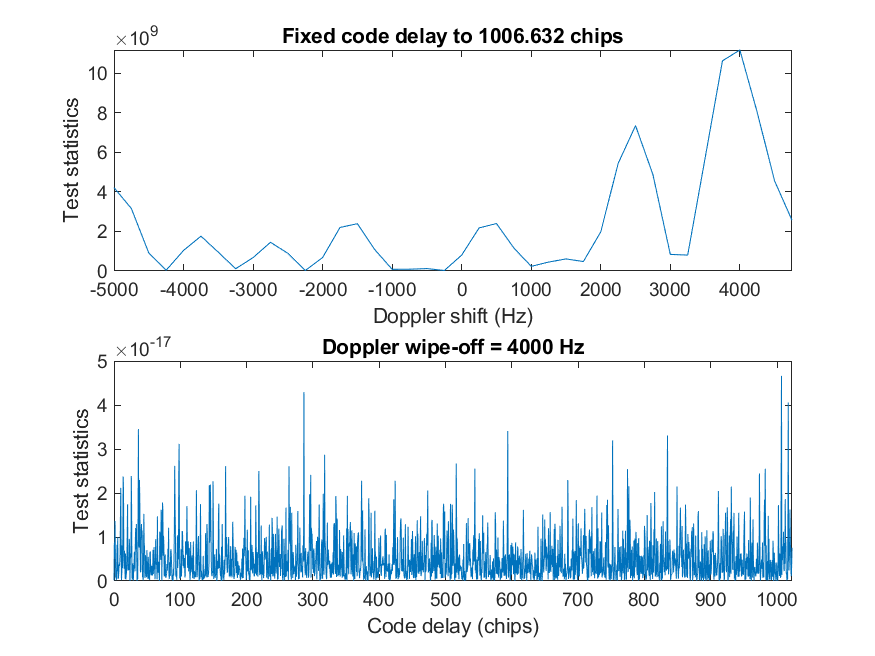 ×10^9
Fixed code delay to 1006.632 chips
10
8
6
4
2
0
Test statistics
-5000 -4000 -3000 -2000 -1000 0 1000 2000 3000 4000
Doppler shift (Hz)
×10^-17
Doppler wipe-off = 4000 Hz
5
4
3
2
1
0
Test statistics
0 100 200 300 400 500 600 700 800 900 1000
Code delay (chips)